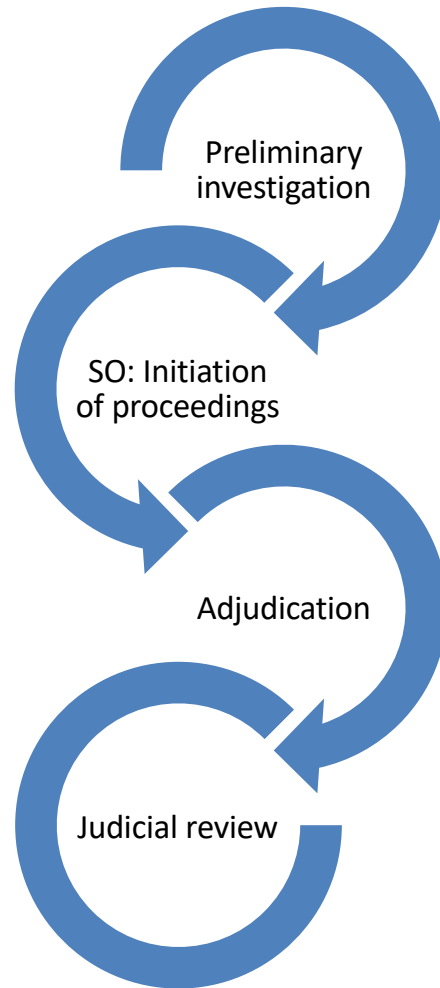 Preliminary
investigation
SO: Initiation
of proceedings
Adjudication
Judicial review